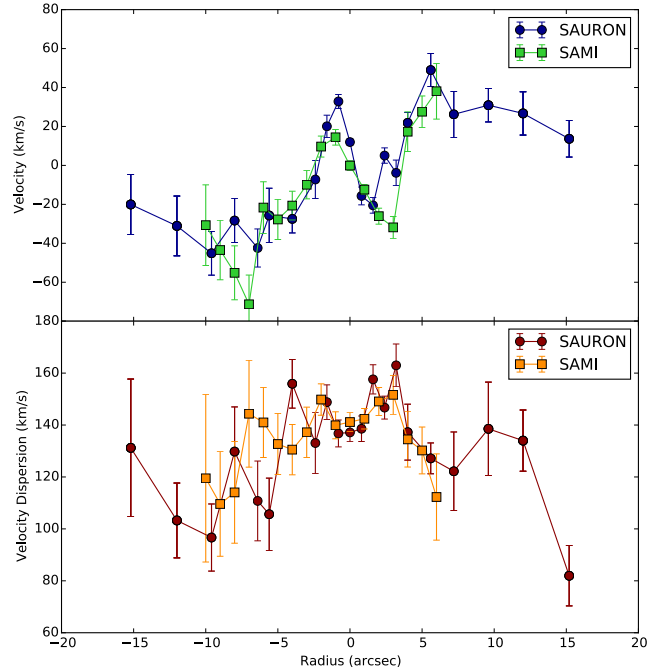 80
60
40
20
0
−20
−40
−60
−80
Velocity (km/s)
SAURON
SAMI
180
160
140
120
100
80
60
Velocity Dispersion (km/s)
SAURON
SAMI
−20 −15 −10 −5 0 5 10 15 20
Radius (arcsec)